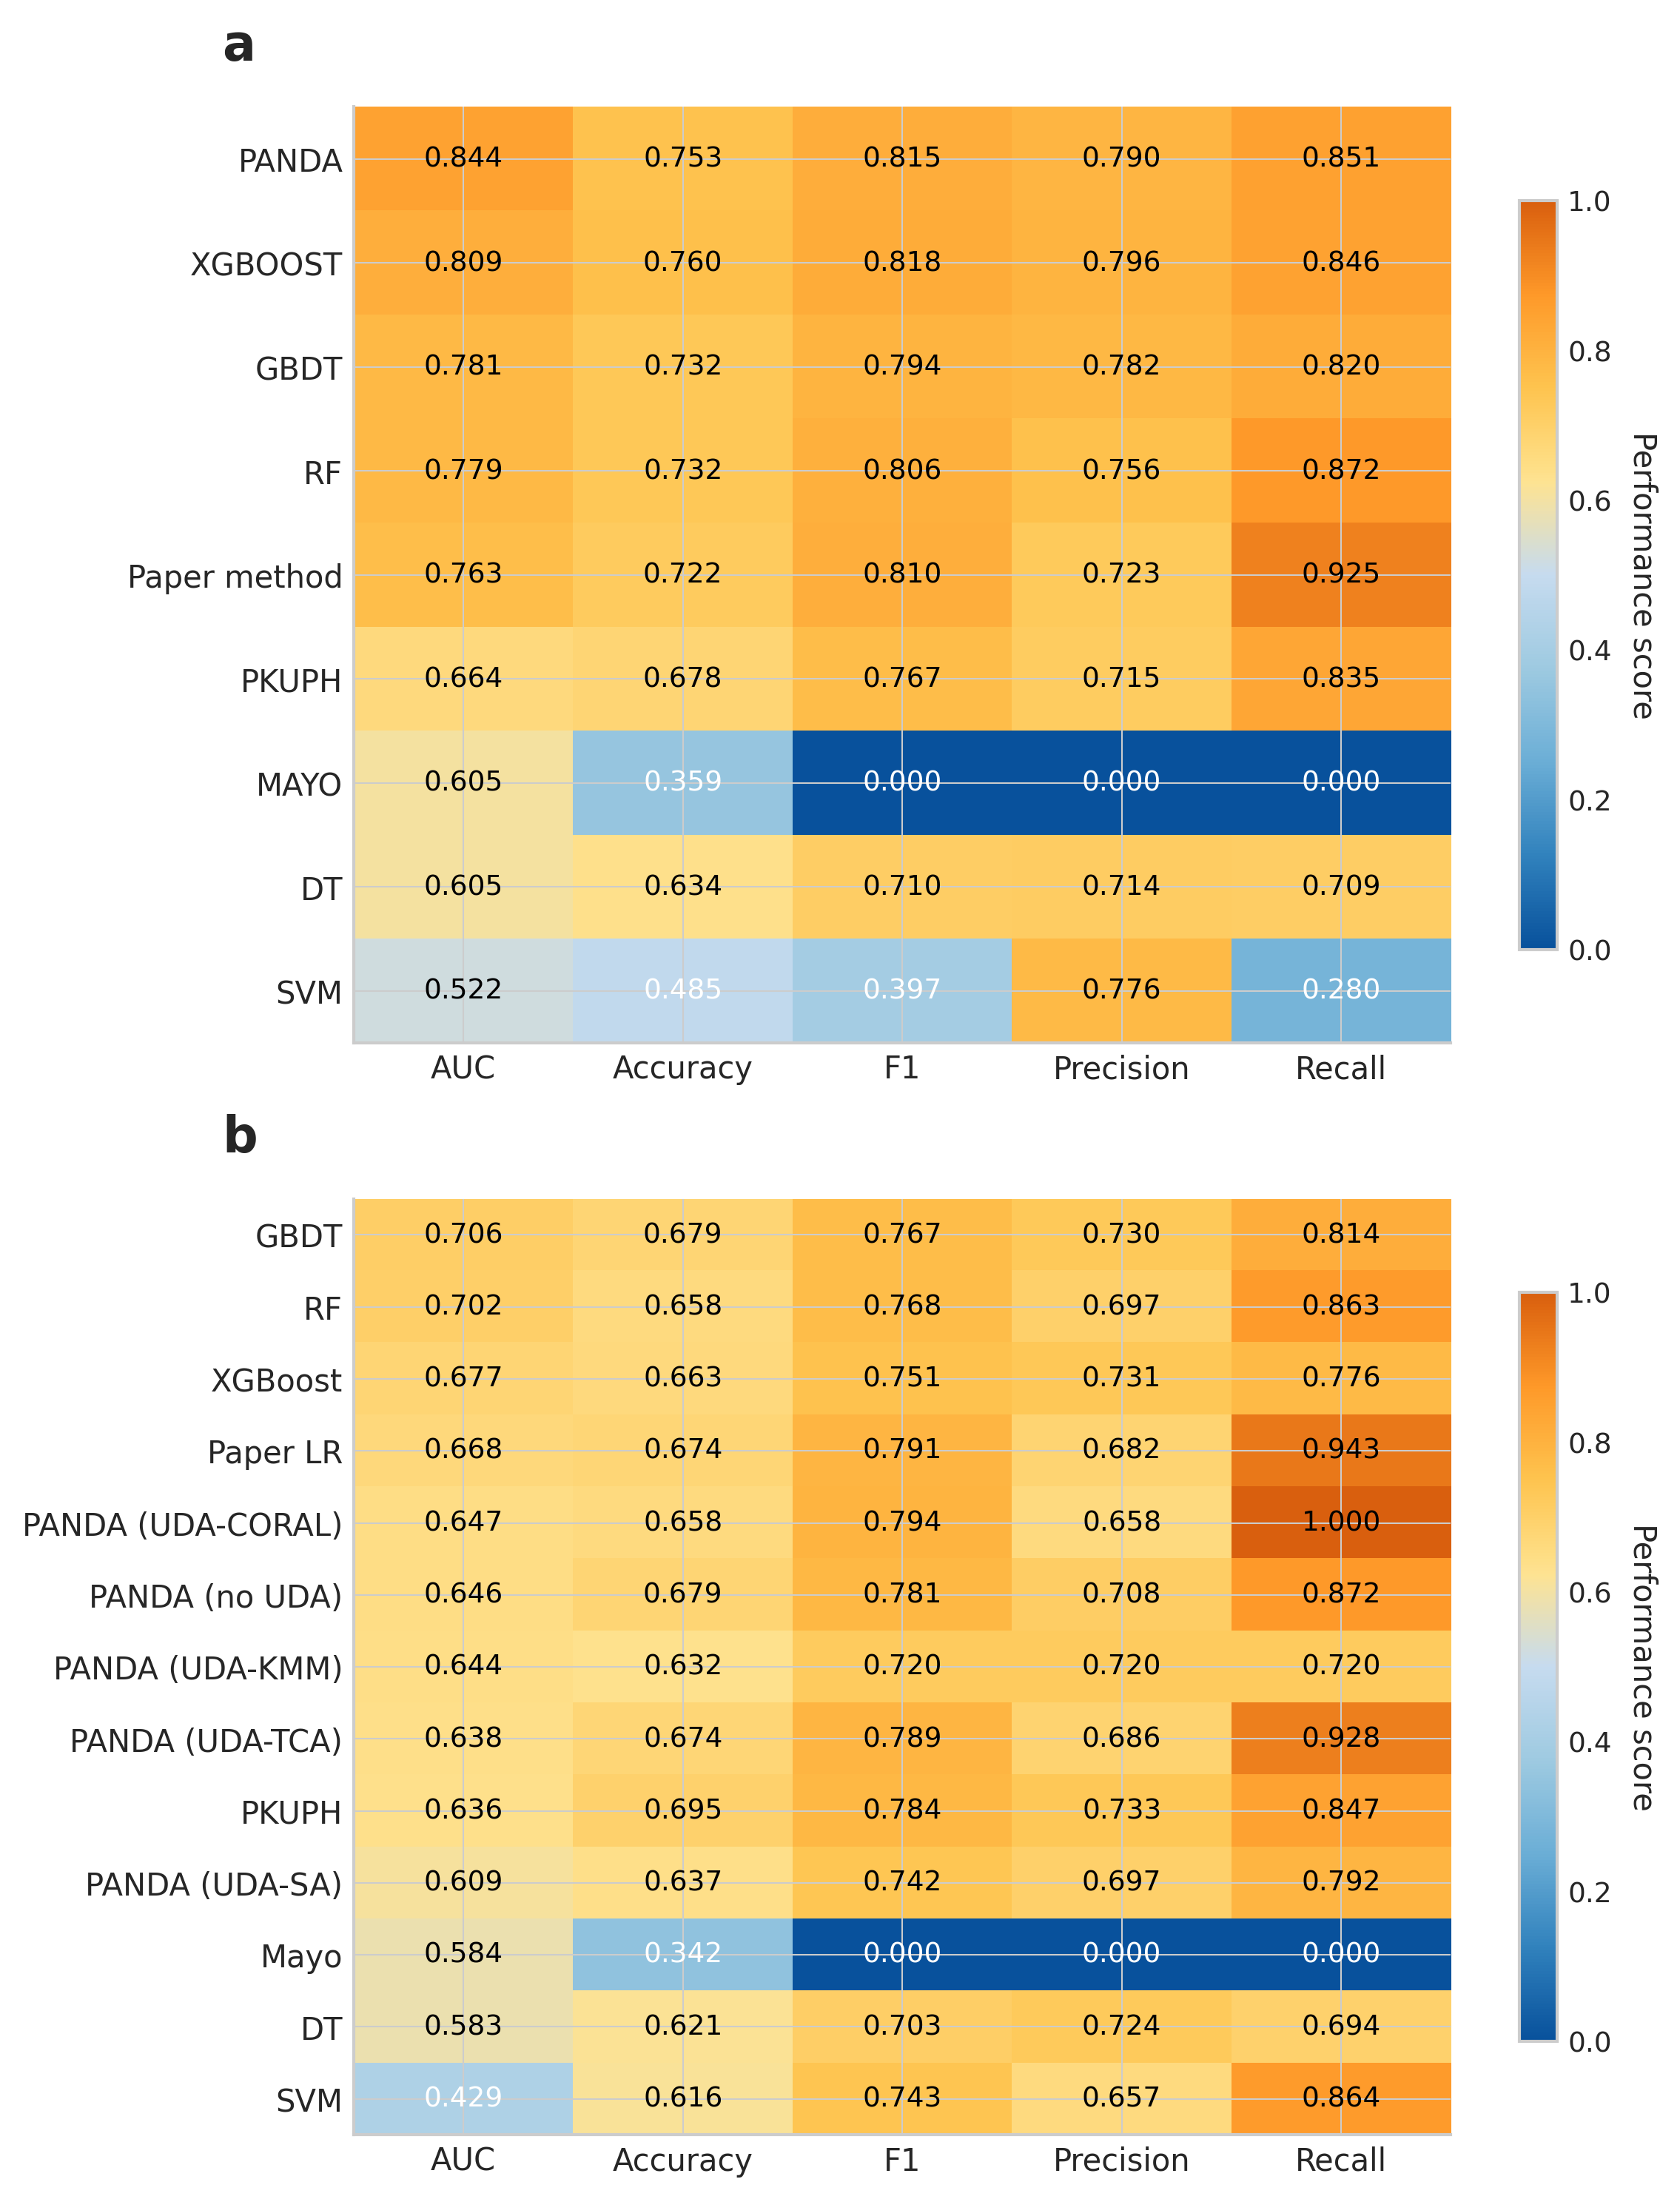 a
PANDA 0.844 0.753 0.815 0.790 0.851
XGBOOST 0.809 0.760 0.818 0.796 0.846
GBDT 0.781 0.732 0.794 0.782 0.820
RF 0.779 0.732 0.806 0.756 0.872
Paper method 0.763 0.722 0.810 0.723 0.925
PKUPH 0.664 0.678 0.767 0.715 0.835
MAYO 0.605 0.359 0.000 0.000 0.000
DT 0.605 0.634 0.710 0.714 0.709
SVM 0.522 0.485 0.397 0.776 0.280
AUC Accuracy F1 Precision Recall
1.0
0.8
0.6
0.4
0.2
0.0
Performance score
b
GBDT 0.706 0.679 0.767 0.730 0.814
RF 0.702 0.658 0.768 0.697 0.863
XGBoost 0.677 0.663 0.751 0.731 0.776
Paper LR 0.668 0.674 0.791 0.682 0.943
PANDA (UDA-CORAL) 0.647 0.658 0.794 0.658 1.000
PANDA (no UDA) 0.646 0.679 0.781 0.708 0.872
PANDA (UDA-KMM) 0.644 0.632 0.720 0.720 0.720
PANDA (UDA-TCA) 0.638 0.674 0.789 0.686 0.928
PKUPH 0.636 0.695 0.784 0.733 0.847
PANDA (UDA-SA) 0.609 0.637 0.742 0.697 0.792
Mayo 0.584 0.342 0.000 0.000 0.000
DT 0.583 0.621 0.703 0.724 0.694
SVM 0.429 0.616 0.743 0.657 0.864
AUC Accuracy F1 Precision Recall
1.0
0.8
0.6
0.4
0.2
0.0
Performance score